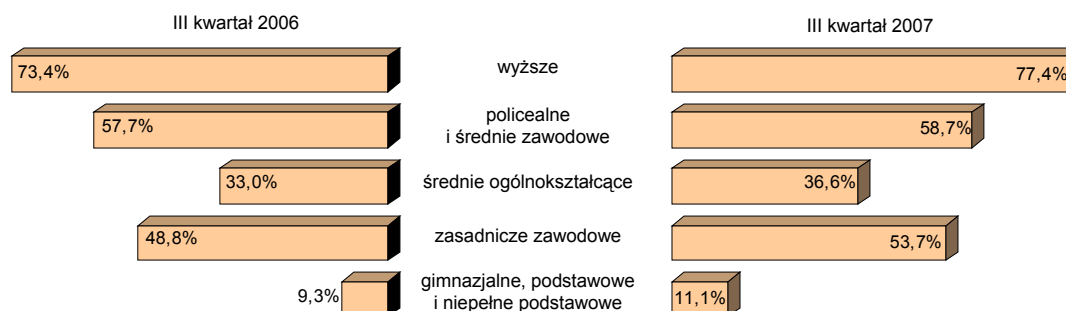 III kwartał 2006
III kwartał 2007
73,4%
wyższe
77,4%
57,7%
policealne
i średnie zawodowe
58,7%
33,0%
średnie ogólnokształcące
36,6%
48,8%
zasadnicze zawodowe
53,7%
9,3%
gimnazjalne, podstawowe
i niepełne podstawowe
11,1%